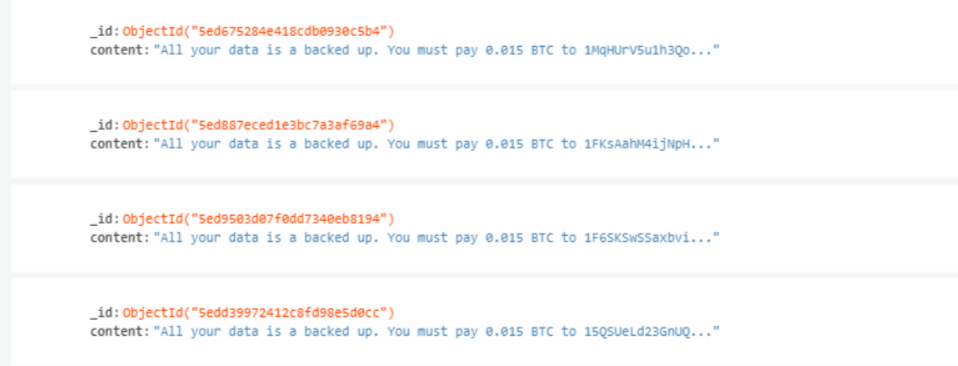 _id: ObjectId("5ed675284e418cdb0930c5b4")
content: "All your data is a backed up. You must pay 0.015 BTC to 1MqHUrV5u1h3Qo..."
_id: ObjectId("5ed887eced1e3bc7a3af69a4")
content: "All your data is a backed up. You must pay 0.015 BTC to 1FKsAahM4ijNpH..."
_id: ObjectId("5ed9503d07f0dd7340eb8194")
content: "All your data is a backed up. You must pay 0.015 BTC to 1F6SKSwSSaxbvi..."
_id: ObjectId("5edd39972412c8fd98e5d0cc")
content: "All your data is a backed up. You must pay 0.015 BTC to 15QSUeLd23GnUQ..."